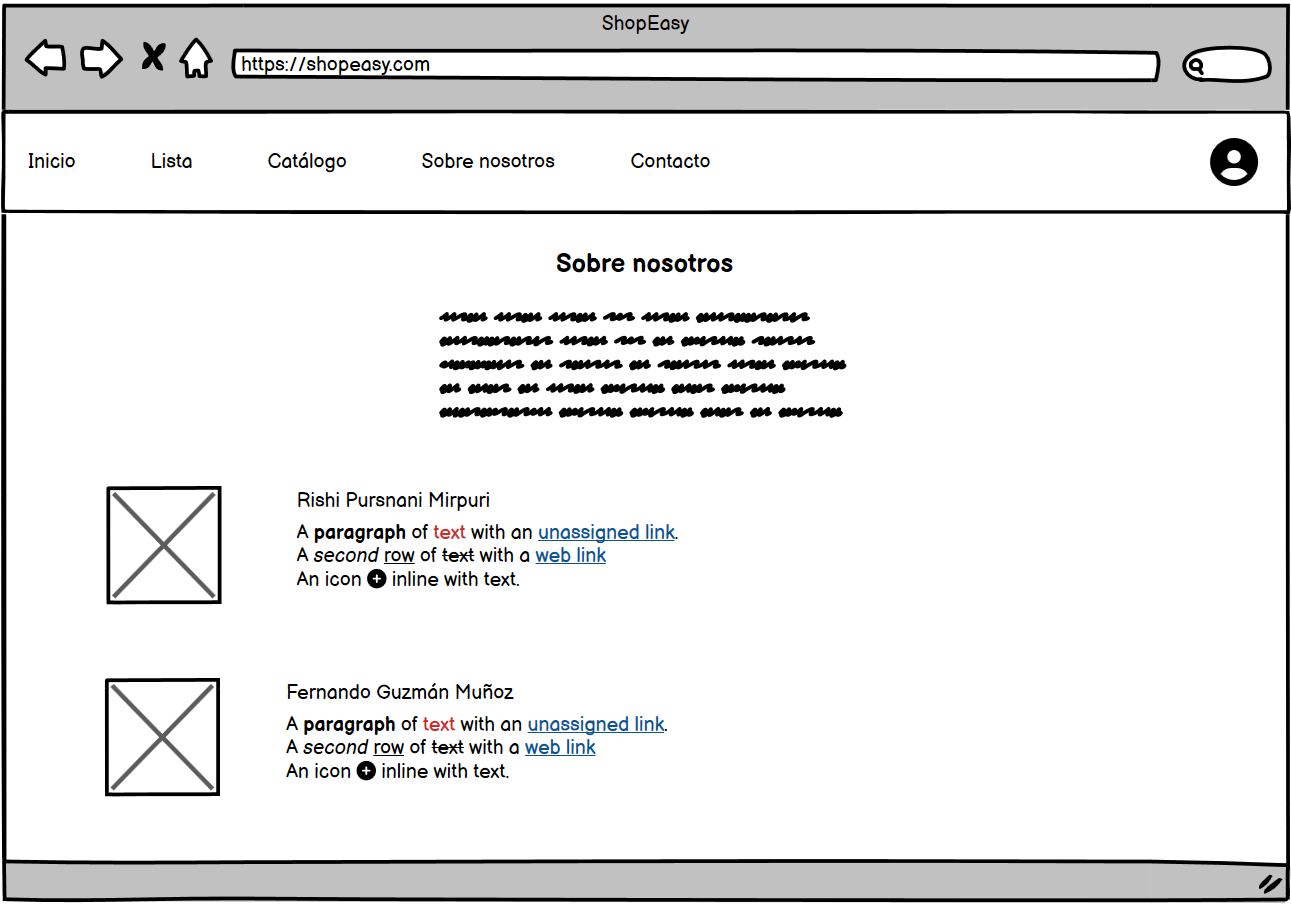 ShopEasy
https://shopeasy.com
Inicio Lista Catálogo Sobre nosotros Contacto
Sobre nosotros
Rishi Pursnani Mirpuri
A paragraph of text with an unassigned link.
A second row of text with a web link
An icon inline with text.
Fernando Guzmán Muñoz
A paragraph of text with an unassigned link.
A second row of text with a web link
An icon inline with text.